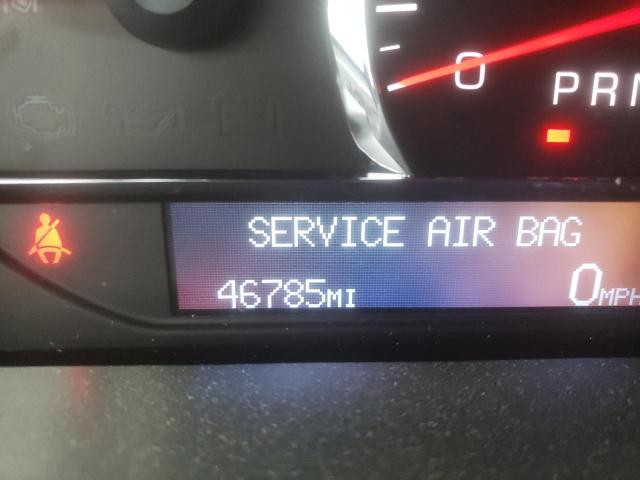 0
PRN
SERVICE AIR BAG
46785MI
0MPH